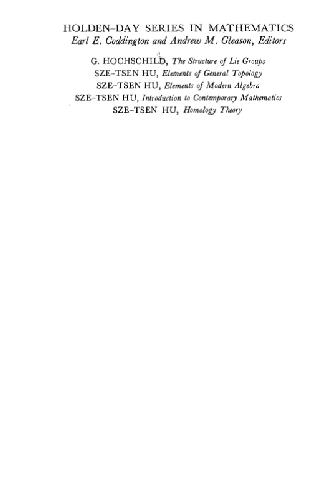 HOLDEN–DAY SERIES IN MATHEMATICS
Earl E. Coddington and Andrew M. Gleason, Editors
G. HOCHSCHILD, The Structure of Lie Groups
SZE–TSEN HU, Elements of General Topology
SZE–TSEN HU, Elements of Modern Algebra
SZE–TSEN HU, Introduction to Contemporary Mathematics
SZE–TSEN HU, Homology Theory